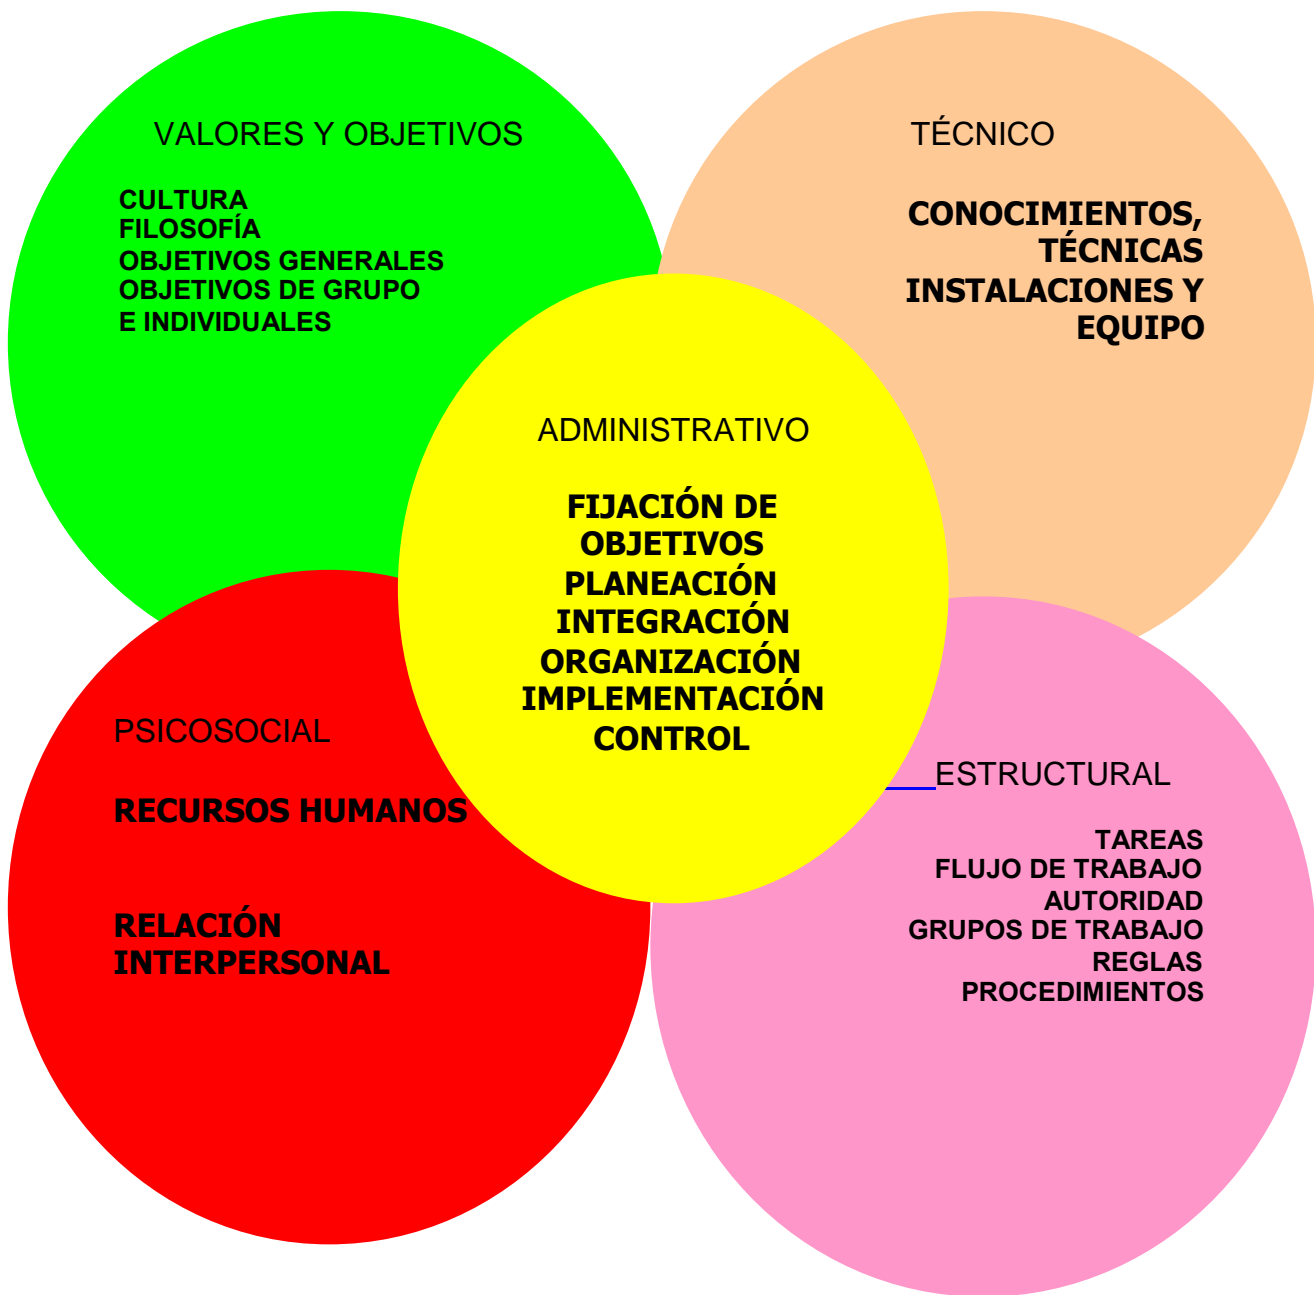 VALORES Y OBJETIVOS
CULTURA
FILOSOFÍA
OBJETIVOS GENERALES
OBJETIVOS DE GRUPO
E INDIVIDUALES
TÉCNICO
CONOCIMIENTOS,
TÉCNICAS
INSTALACIONES Y
EQUIPO
ADMINISTRATIVO
FIJACIÓN DE
OBJETIVOS
PLANEACIÓN
INTEGRACIÓN
ORGANIZACIÓN
IMPLEMENTACIÓN
CONTROL
PSICOSOCIAL
RECURSOS HUMANOS
RELACIÓN
INTERPERSONAL
ESTRUCTURAL
TAREAS
FLUJO DE TRABAJO
AUTORIDAD
GRUPOS DE TRABAJO
REGLAS
PROCEDIMIENTOS